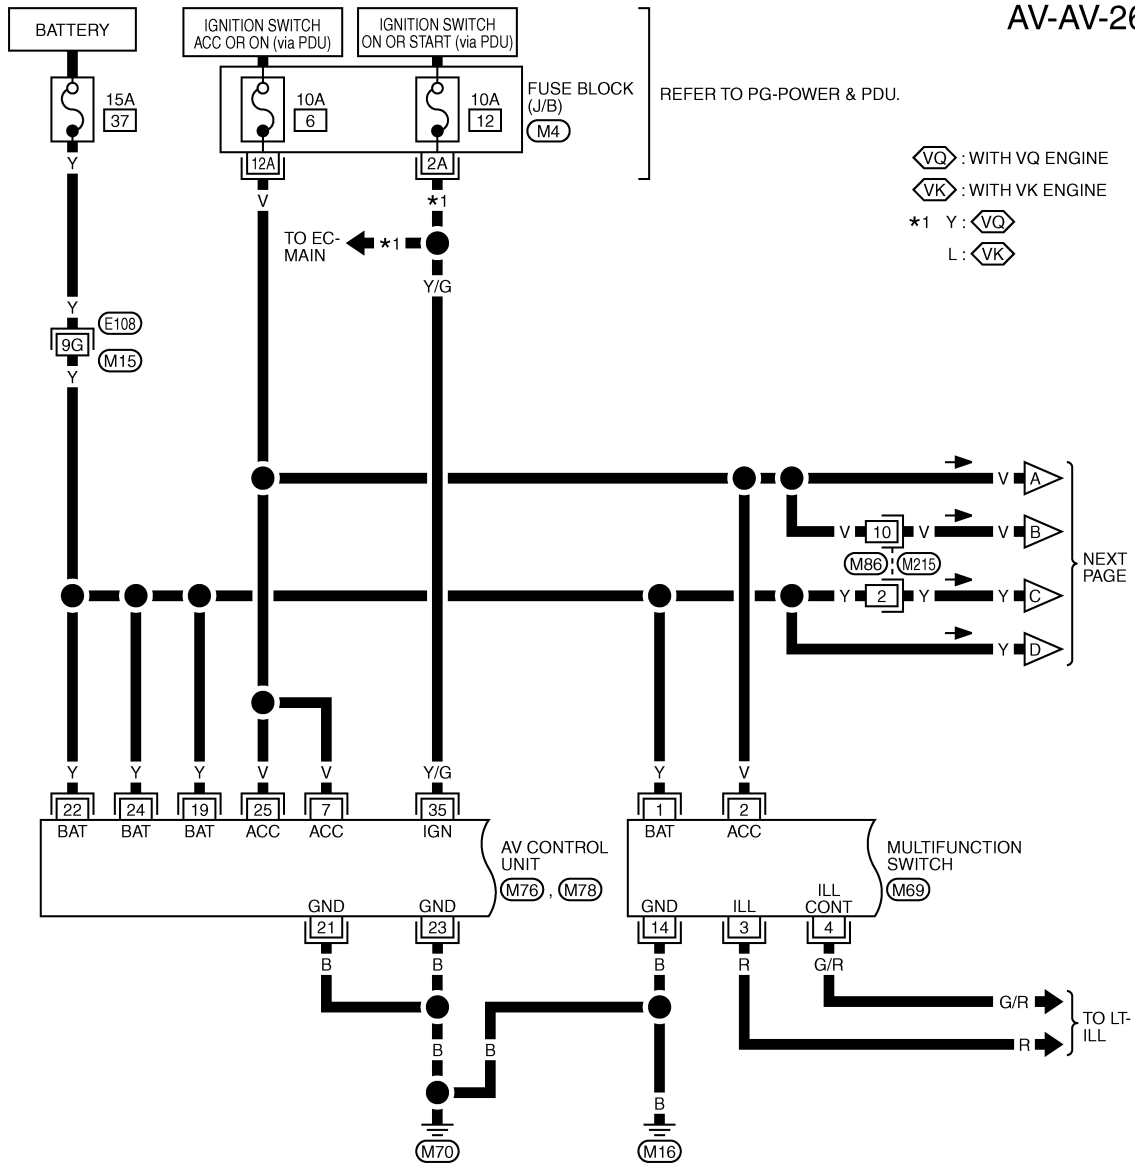 AV-AV-26
BATTERY
IGNITION SWITCH
ACC OR ON (via PDU)
IGNITION SWITCH
ON OR START (via PDU)
15A
37
10A
6
10A
12
FUSE BLOCK
(J/B)
M4
REFER TO PG-POWER & PDU.
12A
2A
Y
V
*1
VQ : WITH VQ ENGINE
VK : WITH VK ENGINE
*1 Y : VQ
L : VK
TO EC-
MAIN
*1
Y/G
Y
E108
9G
M15
Y
V
A
V
10
V
V
B
M86
M215
NEXT
PAGE
Y
2
Y
Y
C
Y
D
Y
Y
Y
V
V
Y/G
Y
V
22
24
19
25
7
35
1
2
BAT
BAT
BAT
ACC
ACC
IGN
BAT
ACC
AV CONTROL
UNIT
M76 , M78
MULTIFUNCTION
SWITCH
M69
GND
GND
GND
ILL
ILL
CONT
21
23
14
3
4
B
B
B
R
G/R
G/R
TO LT-
ILL
R
B
B
B
M70
M16